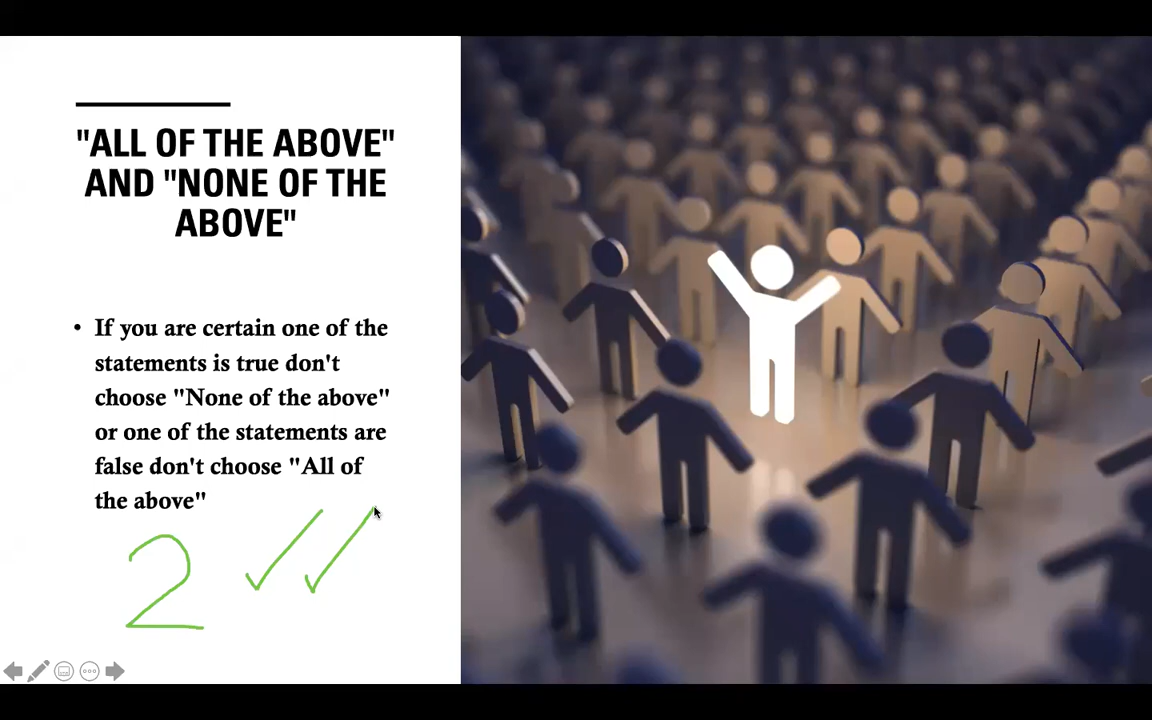 "ALL OF THE ABOVE"
AND "NONE OF THE
ABOVE"
• If you are certain one of the
statements is true don't
choose "None of the above"
or one of the statements are
false don't choose "All of
the above"
2 ✓✓